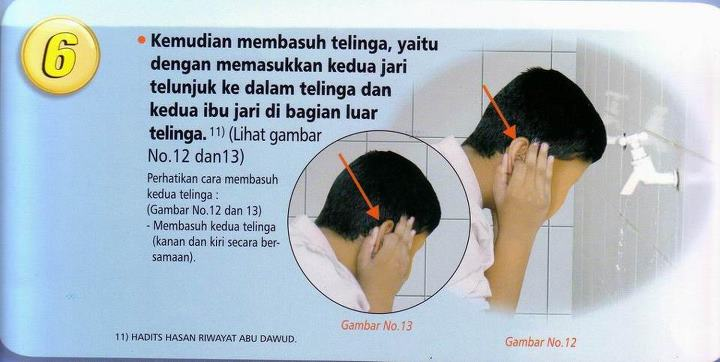 6
• Kemudian membasuh telinga, yaitu
dengan memasukkan kedua jari
telunjuk ke dalam telinga dan
kedua ibu jari di bagian luar
telinga. 11) (Lihat gambar
No.12 dan13)
Perhatikan cara membasuh
kedua telinga :
(Gambar No.12 dan 13)
- Membasuh kedua telinga
(kanan dan kiri secara ber-
samaan).
Gambar No.13
Gambar No.12
11) HADITS HASAN RIWAYAT ABU DAWUD.